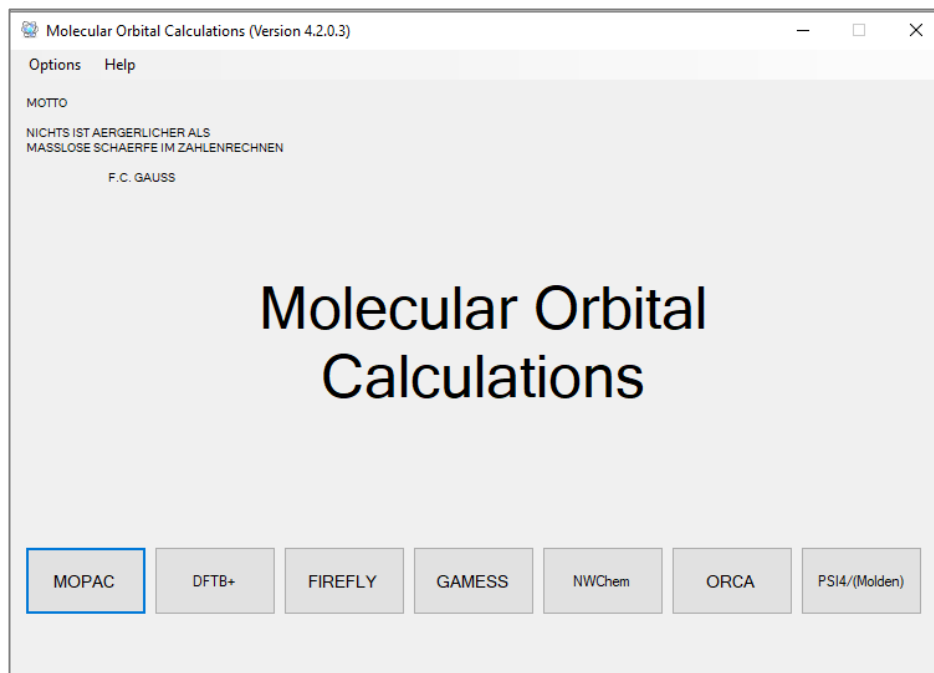 Molecular Orbital Calculations (Version 4.2.0.3)
Options Help
MOTTO
NICHTS IST AERGERLICHER ALS
MASSLOSE SCHAERFE IM ZAHLENRECHNEN
F.C. GAUSS
Molecular Orbital
Calculations
MOPAC DFTB+ FIREFLY GAMESS NWChem ORCA PSI4/(Molden)